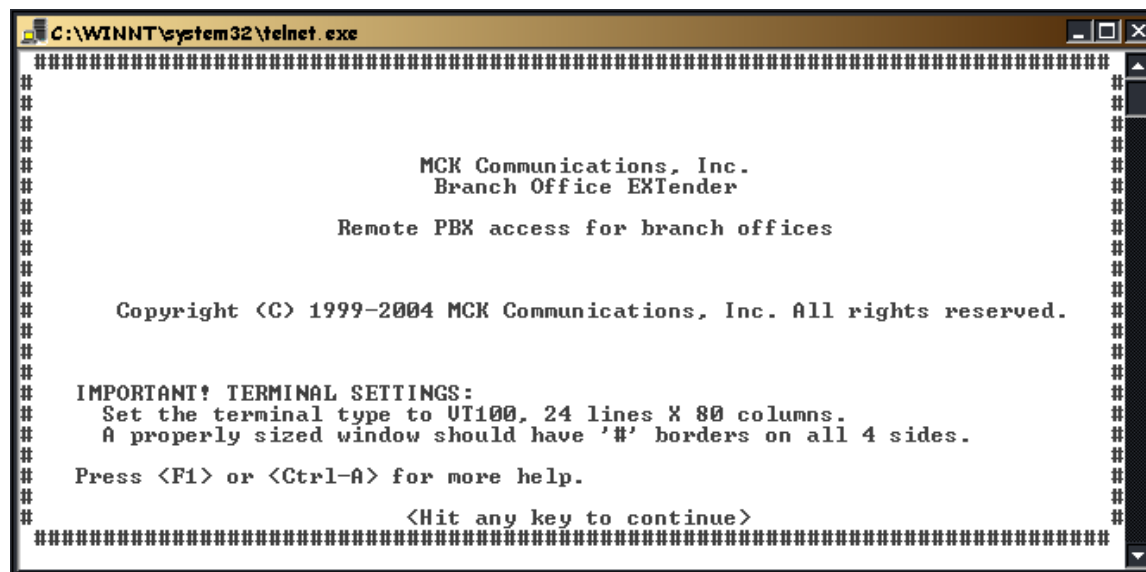 C:\WINNT\system32\telnet.exe
##############################################################################
# #
# #
# #
# #
# MCK Communications, Inc. #
# Branch Office EXTender #
# #
# Remote PBX access for branch offices #
# #
# #
# #
# Copyright (C) 1999-2004 MCK Communications, Inc. All rights reserved. #
# #
# #
# #
# IMPORTANT! TERMINAL SETTINGS: #
# Set the terminal type to VT100, 24 lines X 80 columns. #
# A properly sized window should have '#' borders on all 4 sides. #
# #
# Press <F1> or <Ctrl-A> for more help. #
# #
# <Hit any key to continue> #
##############################################################################